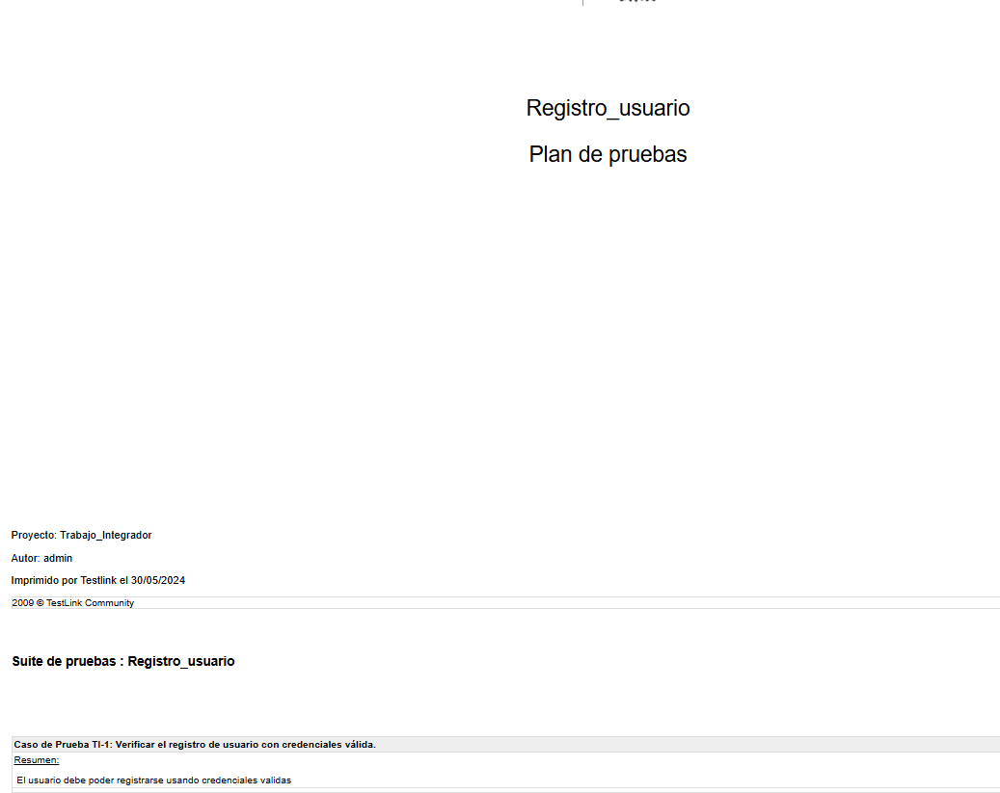 Registro_usuario
Plan de pruebas
Proyecto: Trabajo_Integrador
Autor: admin
Imprimido por Testlink el 30/05/2024
2009 © TestLink Community
Suite de pruebas : Registro_usuario
Caso de Prueba TI-1: Verificar el registro de usuario con credenciales válida.
Resumen:
El usuario debe poder registrarse usando credenciales validas